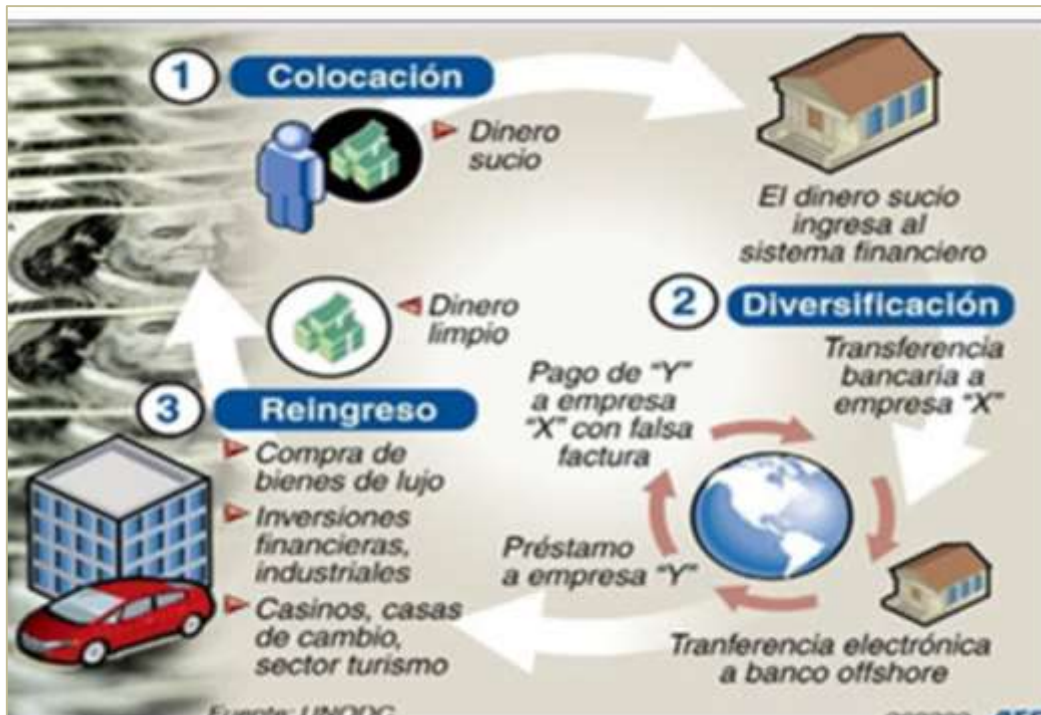 1 Colocación
Dinero
sucio
El dinero sucio
ingresa al
sistema financiero
2 Diversificación
Transferencia
bancaria a
empresa "X"
Tranferencia electrónica
a banco offshore
Préstamo
a empresa "Y"
Pago de "Y"
a empresa
"X" con falsa
factura
3 Reingreso
Compra de
bienes de lujo
Inversiones
financieras,
industriales
Casinos, casas
de cambio,
sector turismo
Dinero
limpio
Fuente: UNODC